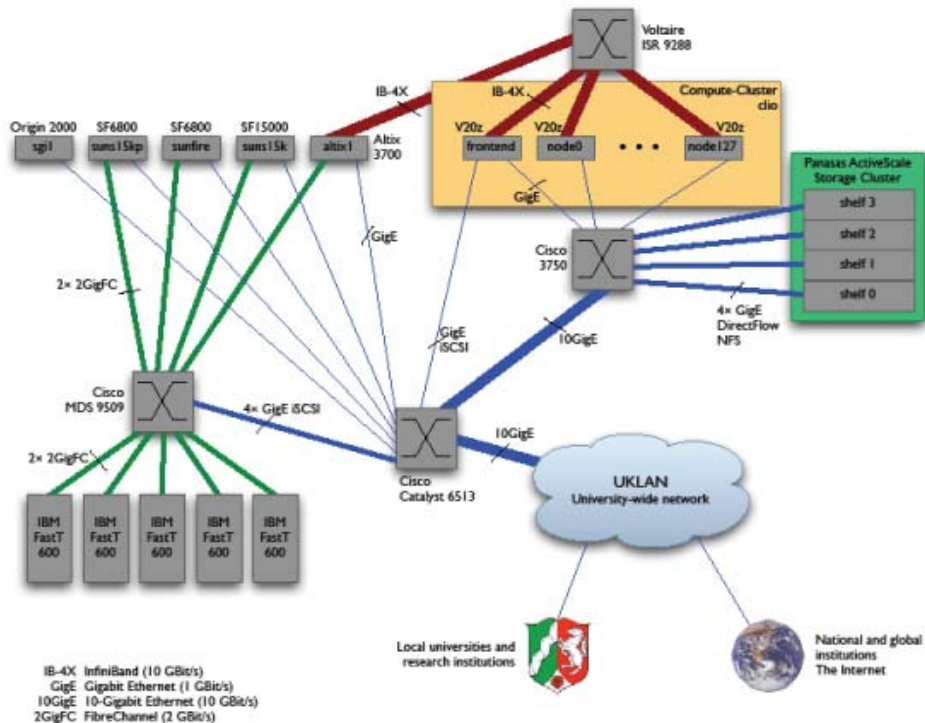 Voltaire
ISR 9288
IB-4X
IB-4X
Compute-Cluster
clio
Origin 2000
SF6800
SF6800
SF15000
Altix
3700
V20z
V20z
V20z
sgi1
suns15kp
sunfire
suns15k
altix1
frontend
node0
• • •
node127
Panasas ActiveScale
Storage Cluster
shelf 3
shelf 2
shelf 1
shelf 0
GigE
GigE
Cisco
3750
2× 2GigFC
4× GigE
DirectFlow
NFS
GigE
iSCSI
10GigE
Cisco
MDS 9509
4× GigE iSCSI
10GigE
2× 2GigFC
Cisco
Catalyst 6513
UKLAN
University-wide network
IBM
FastT
600
IBM
FastT
600
IBM
FastT
600
IBM
FastT
600
IBM
FastT
600
Local universities and
research institutions
National and global
institutions
The Internet
IB-4X InfiniBand (10 GBit/s)
GigE Gigabit Ethernet (1 GBit/s)
10GigE 10-Gigabit Ethernet (10 GBit/s)
2GigFC FibreChannel (2 GBit/s)